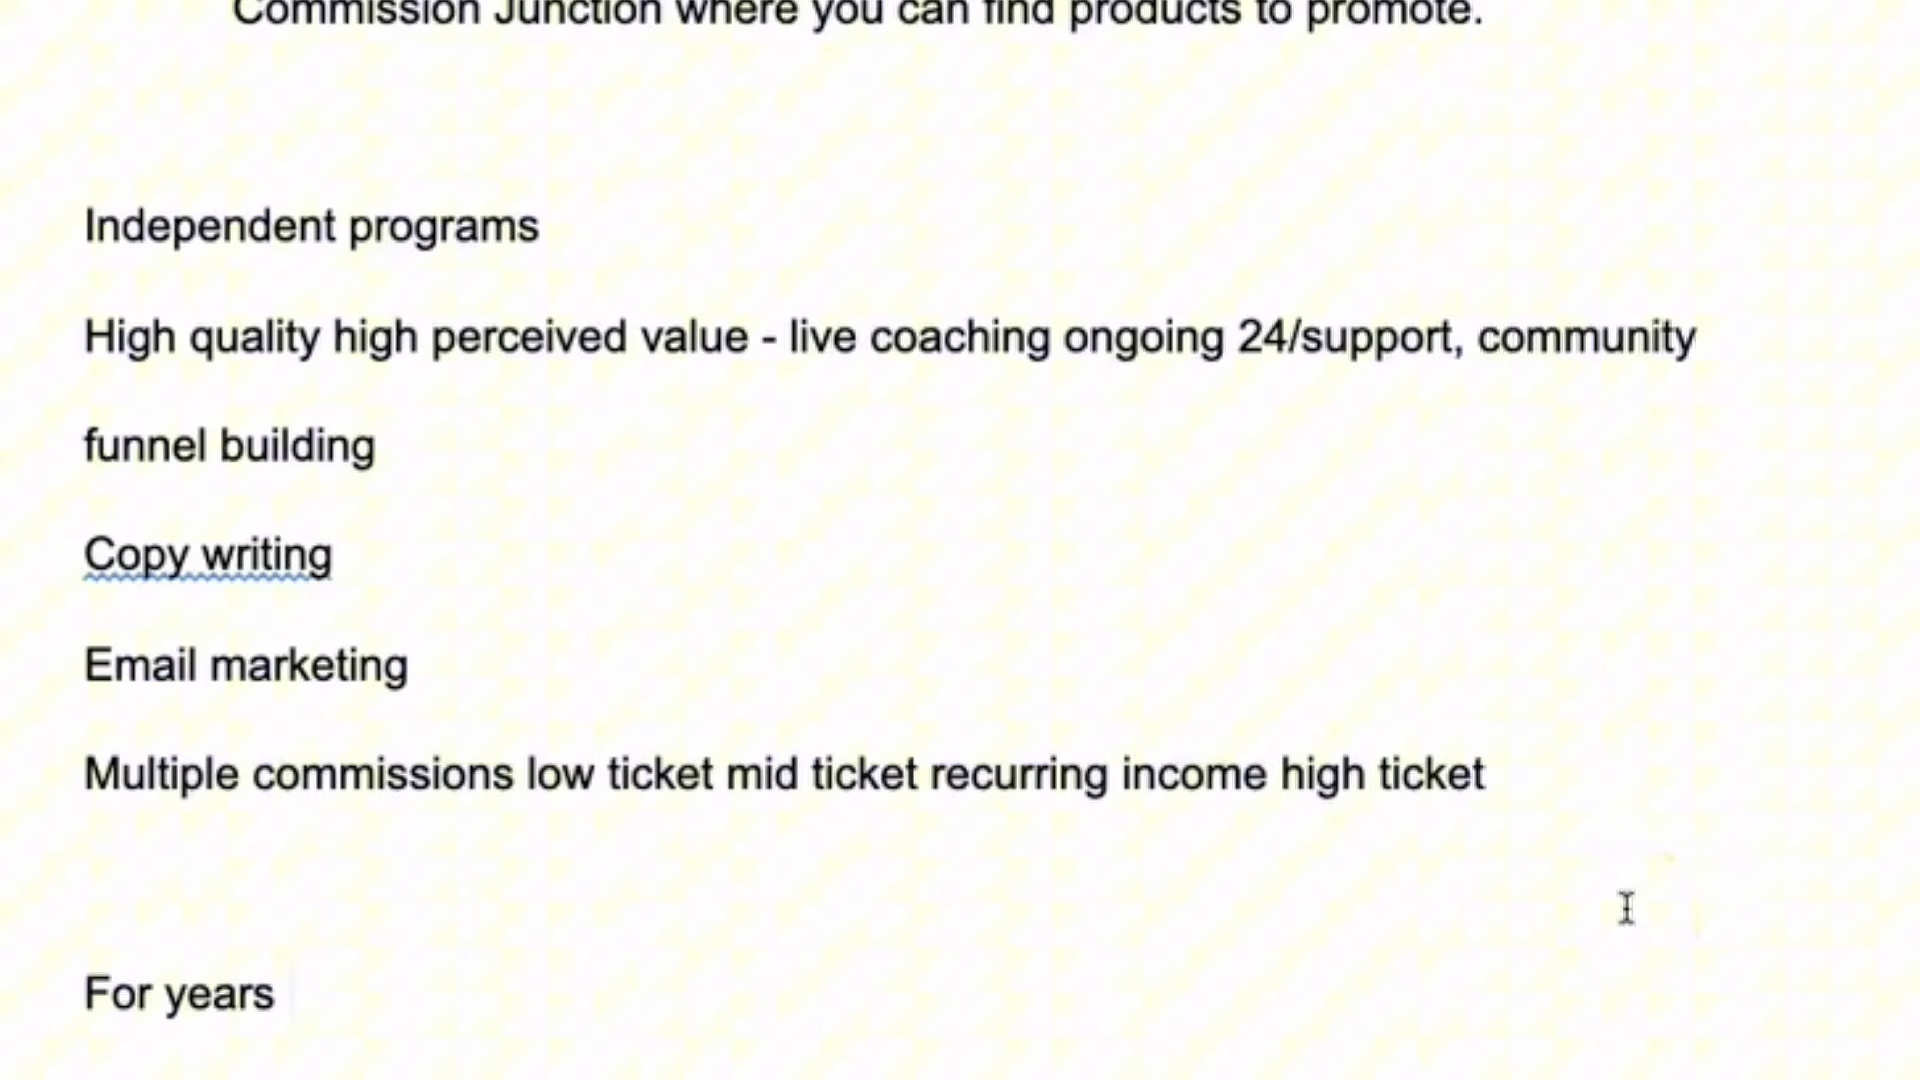 Commission Junction where you can find products to promote.
Independent programs
High quality high perceived value - live coaching ongoing 24/support, community
funnel building
Copy writing
Email marketing
Multiple commissions low ticket mid ticket recurring income high ticket
For years